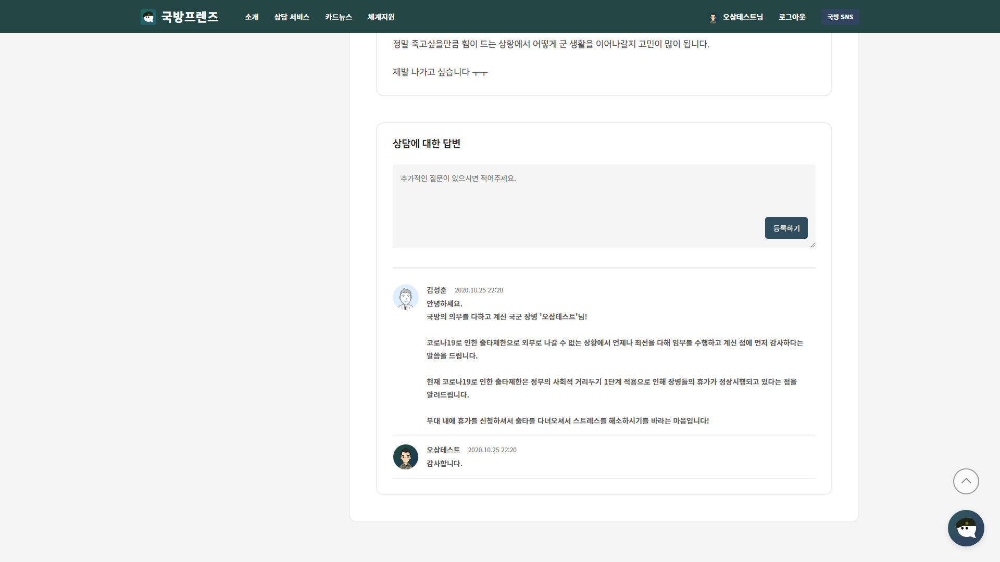 국방프렌즈
소개 상담 서비스 카드뉴스 체계지원
오삼테스트님 로그아웃 국방 SNS
정말 죽고싶을만큼 힘이 드는 상황에서 어떻게 군 생활을 이어나갈지 고민이 많이 됩니다.
제발 나가고 싶습니다 ㅜㅜ
상담에 대한 답변
추가적인 질문이 있으시면 적어주세요.
등록하기
김성훈 2020.10.25 22:20
안녕하세요.
국방의 의무를 다하고 계신 국군 장병 '오삼테스트'님!
코로나19로 인한 출타제한으로 외부로 나갈 수 없는 상황에서 언제나 최선을 다해 임무를 수행하고 계신 점에 먼저 감사하다는
말씀을 드립니다.
현재 코로나19로 인한 출타제한은 정부의 사회적 거리두기 1단계 적용으로 인해 장병들의 휴가가 정상시행되고 있다는 점을
알려드립니다.
부대 내에 휴가를 신청하셔서 출타를 다녀오셔서 스트레스를 해소하시기를 바라는 마음입니다!
오삼테스트 2020.10.25 22:20
감사합니다.